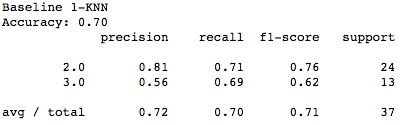 Baseline 1-KNN
Accuracy: 0.70
precision recall f1-score support
2.0 0.81 0.71 0.76 24
3.0 0.56 0.69 0.62 13
avg / total 0.72 0.70 0.71 37